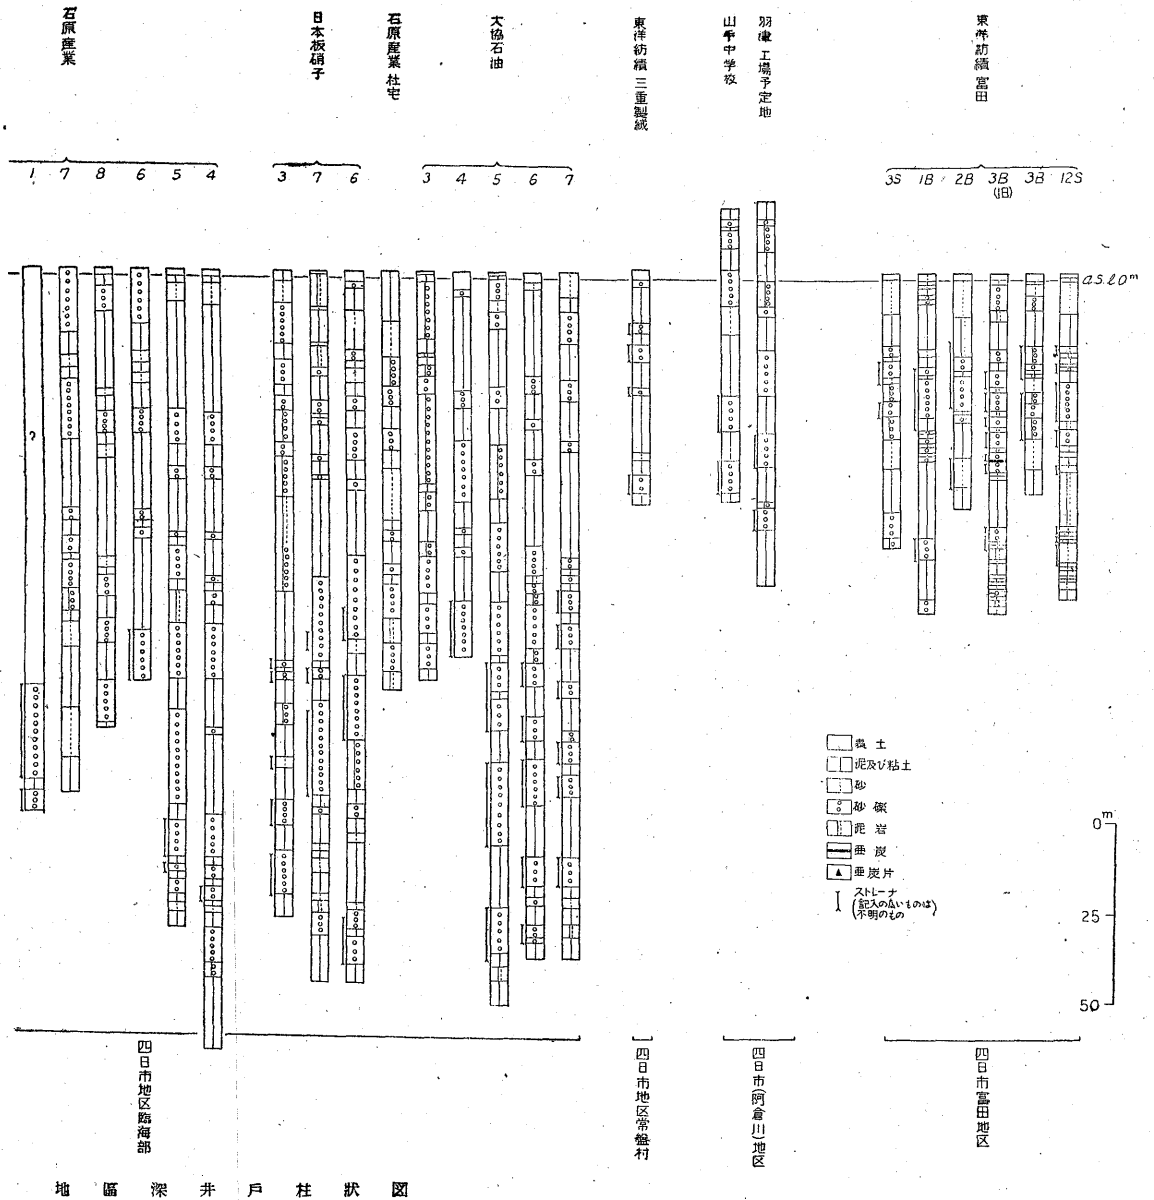 石原産業
日本板硝子
石原産業社宅
大協石油
東洋紡績三重製絨
山手中学校
羽津工場予定地
東洋紡績富田
1 7 8 6 5 4
3 7 6
3 4 5 6 7
3S 1B 2B 3B 3B 12S
(1B)
a.s.l.0m
?
表土
泥及び粘土
砂
砂礫
泥岩
亜炭
亜炭片
ストレーナ
(記入の無いものは
不明のもの)
0m
25
50
四日市地区臨海部
四日市地区常盤村
四日市(阿倉川)地区
四日市富田地区
地區深井戸柱狀図